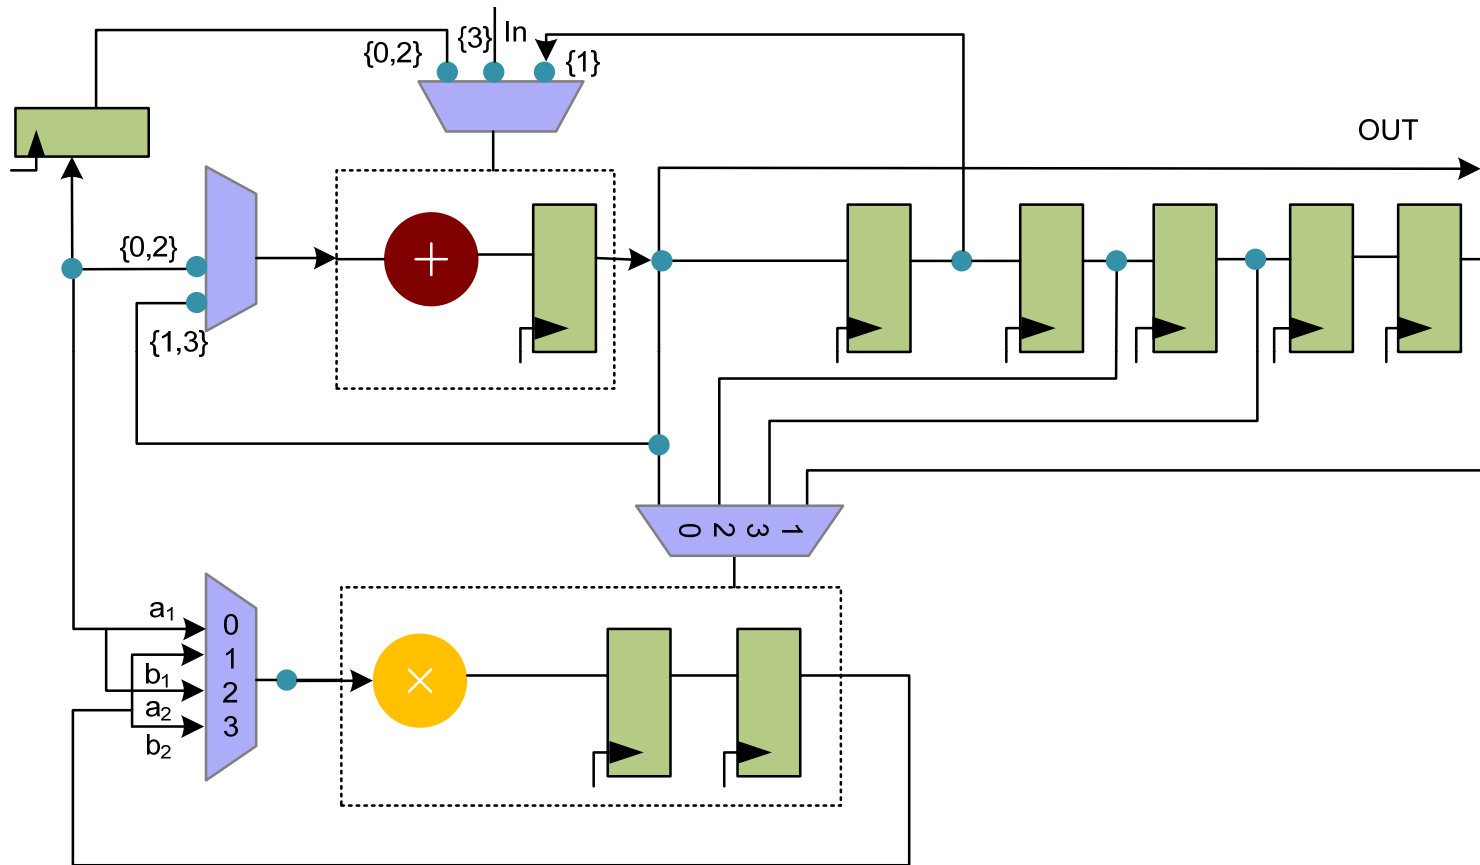 {0,2}
{3}
In
{1}
OUT
{0,2}
{1,3}
+
0 2 3 1
a1
b1
a2
b2
0
1
2
3
×